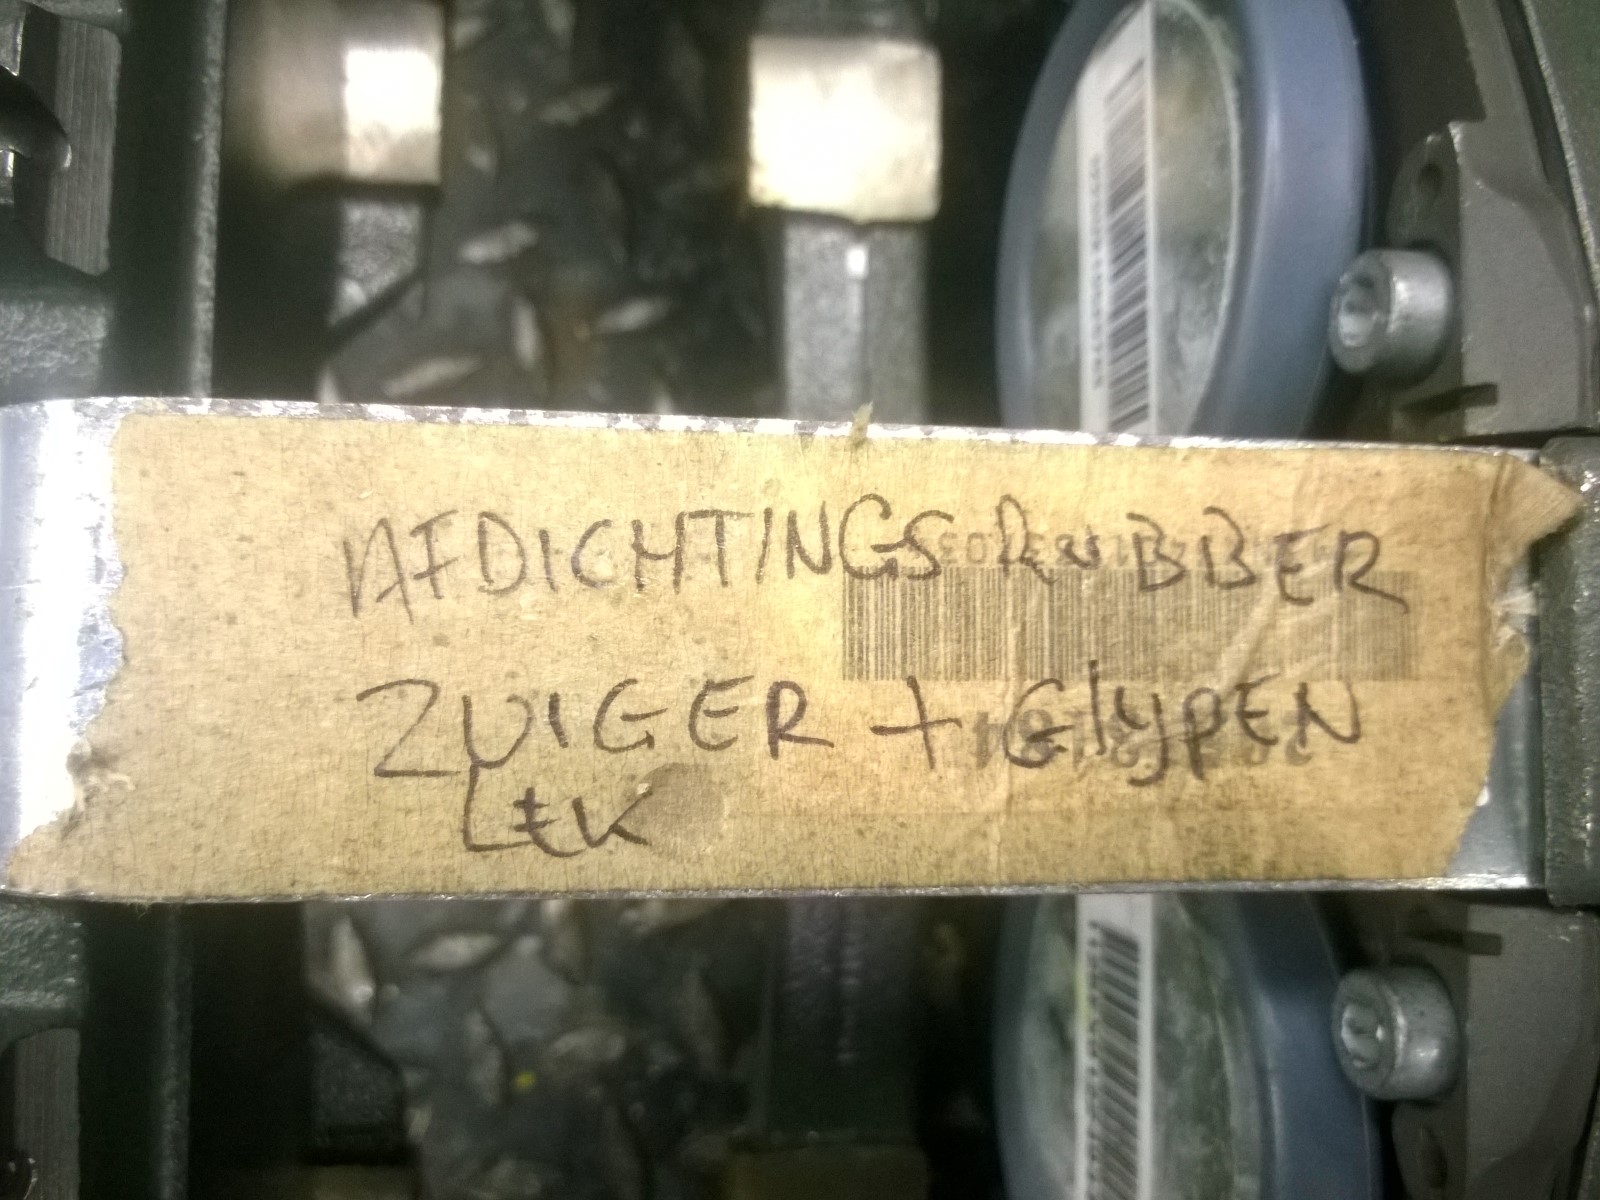 AFDICHTINGSRUBBER
ZUIGER + GlypEN
LEK